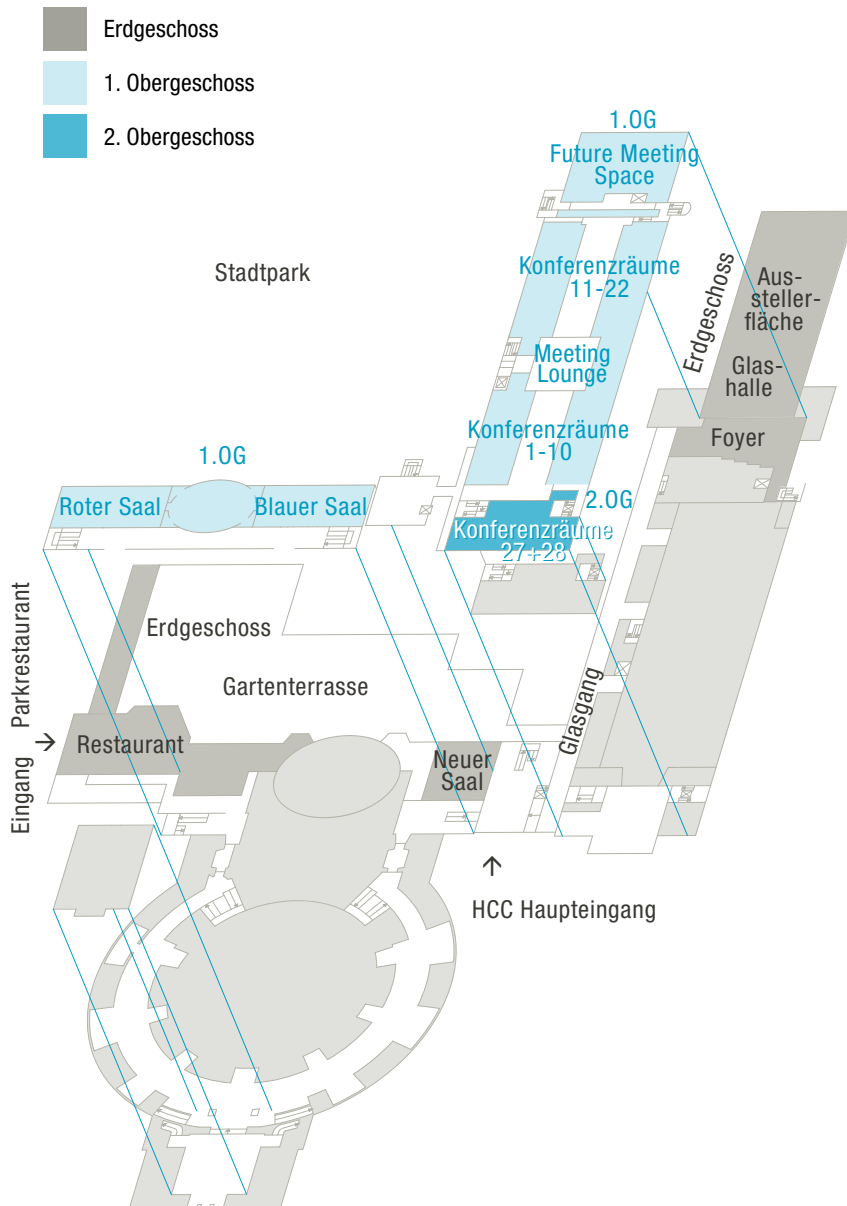 Erdgeschoss
1. Obergeschoss
2. Obergeschoss
1.OG
Future Meeting
Space
Stadtpark
Konferenzräume
11-22
Erdgeschoss
Aus-
steller-
fläche
Meeting
Lounge
Glas-
halle
Konferenzräume
1-10
Foyer
1.OG
Roter Saal
Blauer Saal
2.OG
Konferenzräume
27+28
Erdgeschoss
Gartenterrasse
Glasgang
Eingang Parkrestaurant
Restaurant
Neuer
Saal
HCC Haupteingang